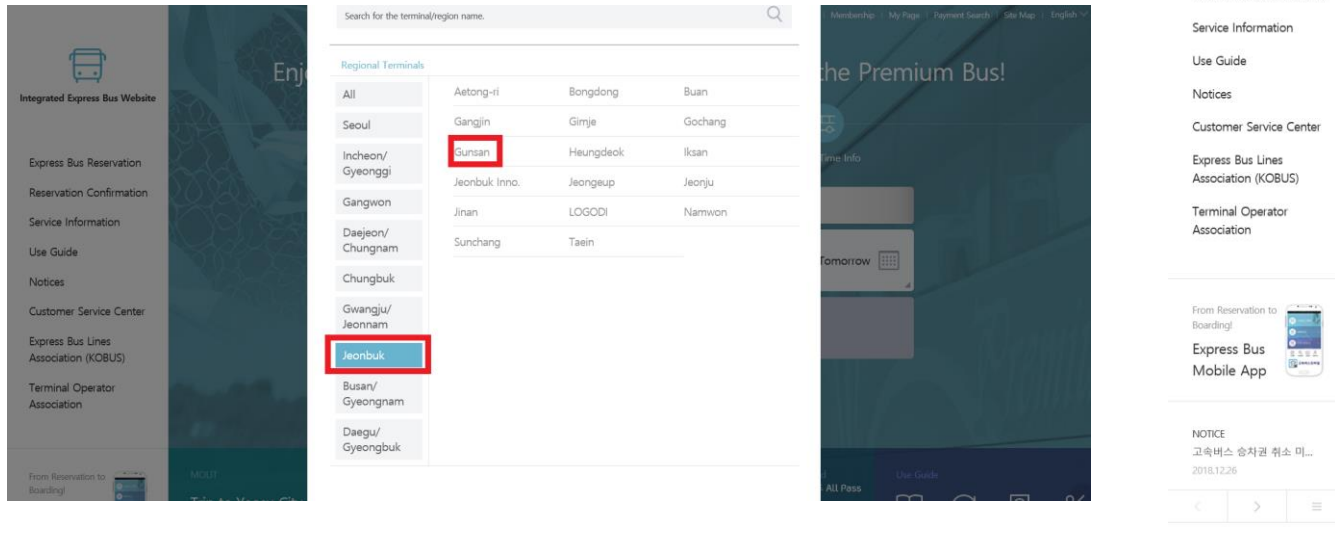 Integrated Express Bus Website
Express Bus Reservation
Reservation Confirmation
Service Information
Use Guide
Notices
Customer Service Center
Express Bus Lines
Association (KOBUS)
Terminal Operator
Association
From Reservation to
Boarding!
Enj
MOLIT
Search for the terminal/region name.
Regional Terminals
All
Seoul
Incheon/
Gyeonggi
Gangwon
Daejeon/
Chungnam
Chungbuk
Gwangju/
Jeonnam
Jeonbuk
Busan/
Gyeongnam
Daegu/
Gyeongbuk
Aetong-ri Bongdong Buan
Gangjin Gimje Gochang
Gunsan Heungdeok Iksan
Jeonbuk Inno. Jeongeup Jeonju
Jinan LOGODI Namwon
Sunchang Taein
Membership | My Page | Payment Search | Site Map | English
the Premium Bus!
Time Info
Tomorrow
All Pass
Use Guide
Service Information
Use Guide
Notices
Customer Service Center
Express Bus Lines
Association (KOBUS)
Terminal Operator
Association
From Reservation to
Boarding!
Express Bus
Mobile App
NOTICE
고속버스 승차권 취소 미...
2018.12.26